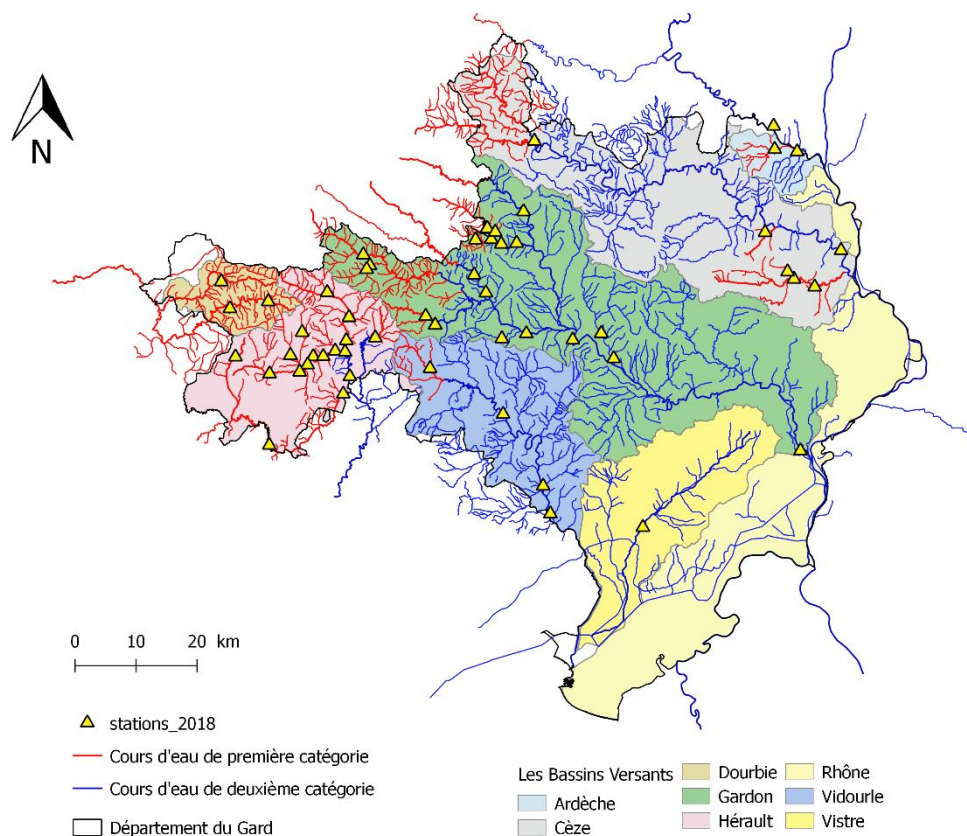 N
0 10 20 km
stations_2018
Cours d'eau de première catégorie
Cours d'eau de deuxième catégorie
Département du Gard
Les Bassins Versants
Ardèche
Cèze
Dourbie
Gardon
Hérault
Rhône
Vidourle
Vistre